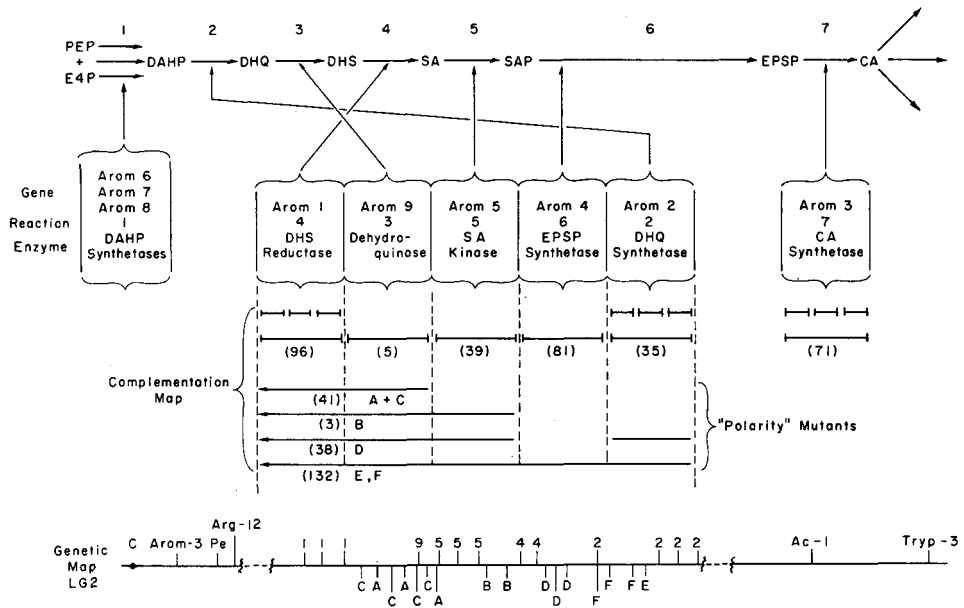 1 2 3 4 5 6 7
PEP
+
E4P
DAHP DHQ DHS SA SAP EPSP CA
Gene
Reaction
Enzyme
Arom 6
Arom 7
Arom 8
1
DAHP
Synthetases
Arom 1
4
DHS
Reductase
Arom 9
3
Dehydro-
quinase
Arom 5
5
SA
Kinase
Arom 4
6
EPSP
Synthetase
Arom 2
2
DHQ
Synthetase
Arom 3
7
CA
Synthetase
(96) (5) (39) (81) (35) (71)
Complementation
Map
(41) A + C
(3) B
(38) D
(132) E, F
"Polarity" Mutants
Genetic
Map
LG2
C Arom-3 Pe Arg-12
1 1 1 9 5 5 5 4 4 2 2 2 2
Ac-1 Tryp-3
C A A C B B D D F E
C C A D F F